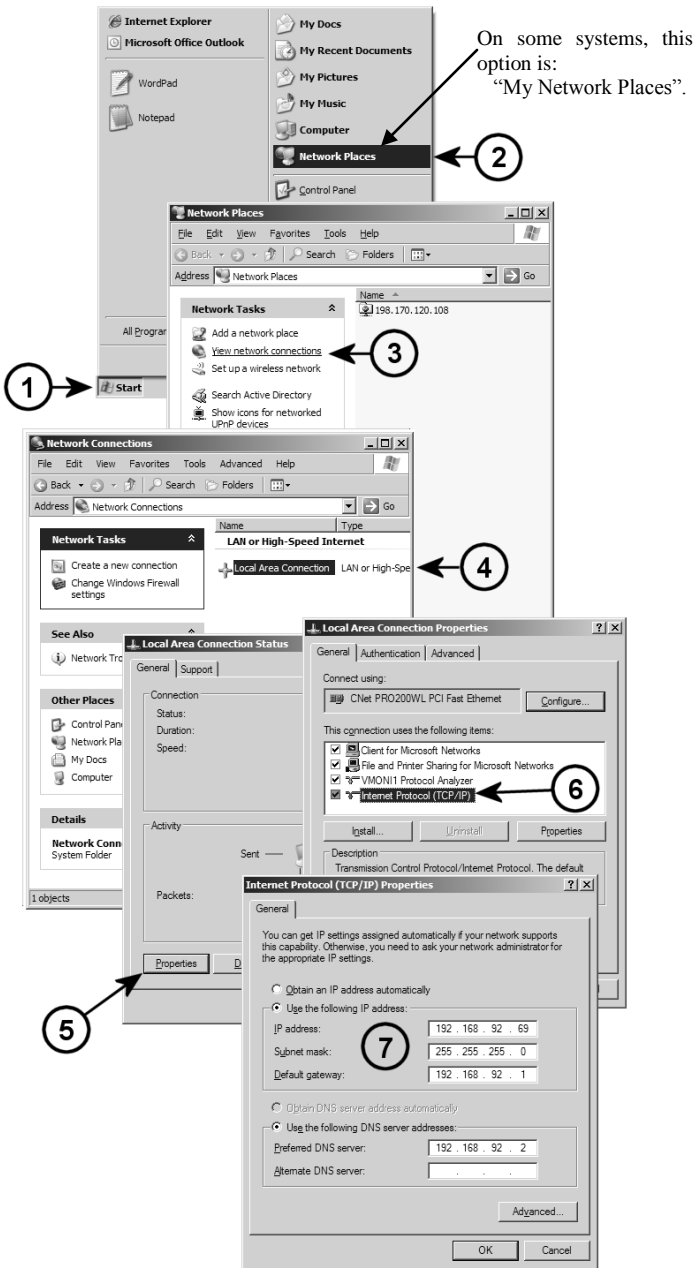 Internet Explorer
Microsoft Office Outlook
WordPad
Notepad
My Docs
My Recent Documents
My Pictures
My Music
Computer
Network Places
Control Panel
On some systems, this
option is:
“My Network Places”.
2
All
1
Start
Network Places
File Edit View Favorites Tools Help
Back Search Folders
Address Network Places Go
Network Tasks
Add a network place
View network connections
Set up a wireless network
Search Active Directory
Show icons for networked
UPnP devices
Name
198.170.120.108
3
Network Connections
File Edit View Favorites Tools Advanced Help
Back Search Folders
Address Network Connections Go
Network Tasks
Create a new connection
Change Windows Firewall
settings
See Also
Network
Other Places
Control
Network
My Docs
Computer
Details
Network
System Folder
1 objects
Name Type
LAN or High-Speed Internet
Local Area Connection LAN or High-Spe
4
Local Area Connection Status
General Support
Connection
Status:
Duration:
Speed:
Activity
Sent
Packets:
Properties D
5
Local Area Connection Properties
General Authentication Advanced
Connect using:
CNet PRO200WL PCI Fast Ethernet Configure...
This connection uses the following items:
Client for Microsoft Networks
File and Printer Sharing for Microsoft Networks
VMONI1 Protocol Analyzer
Internet Protocol (TCP/IP)
6
Install... Uninstall Properties
Description
Transmission Control Protocol/Internet Protocol. The default
Internet Protocol (TCP/IP) Properties
General
You can get IP settings assigned automatically if your network supports
this capability. Otherwise, you need to ask your network administrator for
the appropriate IP settings.
Obtain an IP address automatically
Use the following IP address:
IP address: 192 . 168 . 92 . 69
Subnet mask: 255 . 255 . 255 . 0
Default gateway: 192 . 168 . 92 . 1
7
Obtain DNS server address automatically
Use the following DNS server addresses:
Preferred DNS server: 192 . 168 . 92 . 2
Alternate DNS server: . . .
Advanced...
OK Cancel